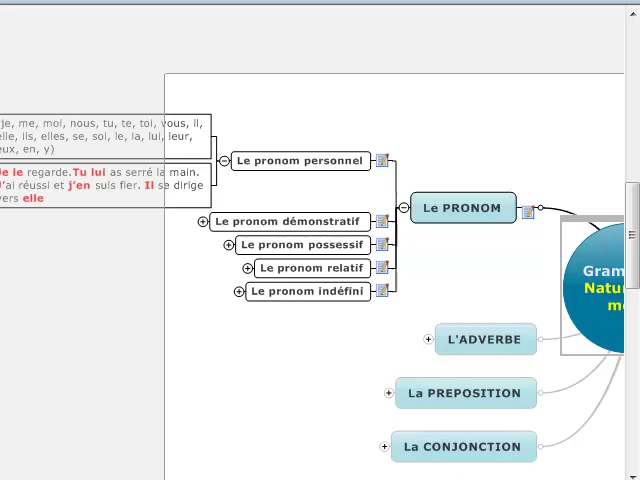 je, me, moi, nous, tu, te, toi, vous, il,
elle, ils, elles, se, soi, le, la, lui, leur,
eux, en, y)
Je le regarde.Tu lui as serré la main.
J'ai réussi et j'en suis fier. Il se dirige
vers elle
Le pronom personnel
Le PRONOM
Le pronom démonstratif
Le pronom possessif
Le pronom relatif
Le pronom indéfini
Gram
Natu
m
L'ADVERBE
La PREPOSITION
La CONJONCTION